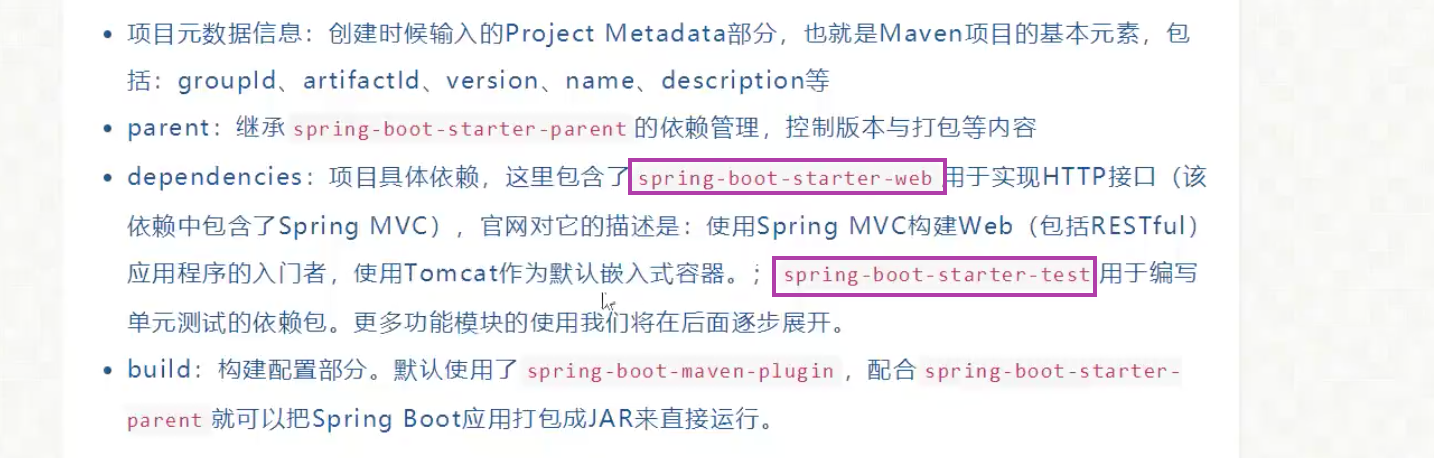 • 项目元数据信息：创建时候输入的Project Metadata部分，也就是Maven项目的基本元素，包
括：groupId、artifactId、version、name、description等
• parent：继承 spring-boot-starter-parent 的依赖管理，控制版本与打包等内容
• dependencies：项目具体依赖，这里包含了 spring-boot-starter-web 用于实现HTTP接口（该
依赖中包含了Spring MVC），官网对它的描述是：使用Spring MVC构建Web（包括RESTful）
应用程序的入门者，使用Tomcat作为默认嵌入式容器。；spring-boot-starter-test 用于编写
单元测试的依赖包。更多功能模块的使用我们将在后面逐步展开。
• build：构建配置部分。默认使用了 spring-boot-maven-plugin ，配合 spring-boot-starter-
parent 就可以把Spring Boot应用打包成JAR来直接运行。